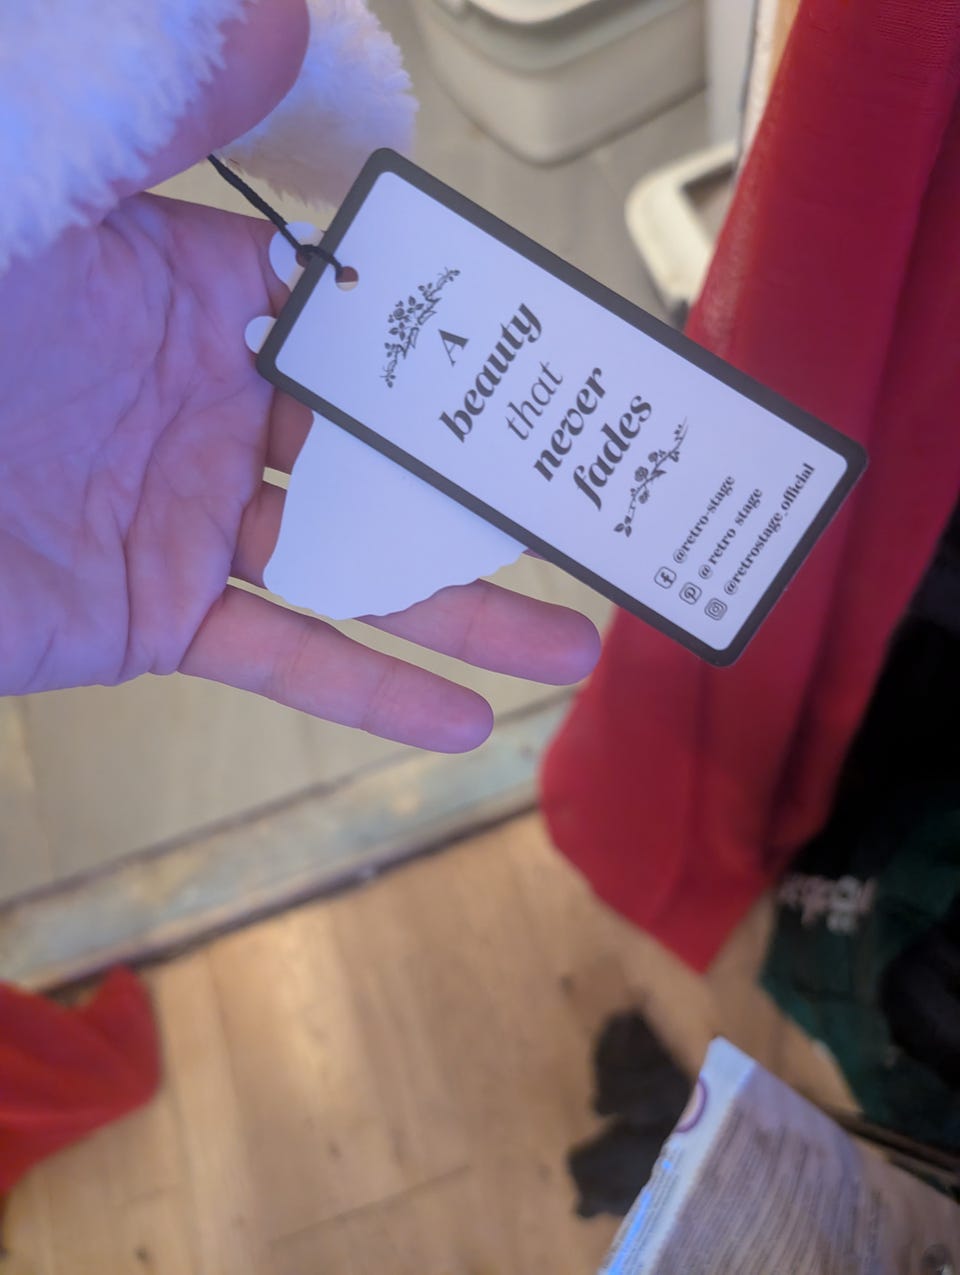 A
beauty
that
never
fades
@retro-stage
@retro stage
@retrostage_official